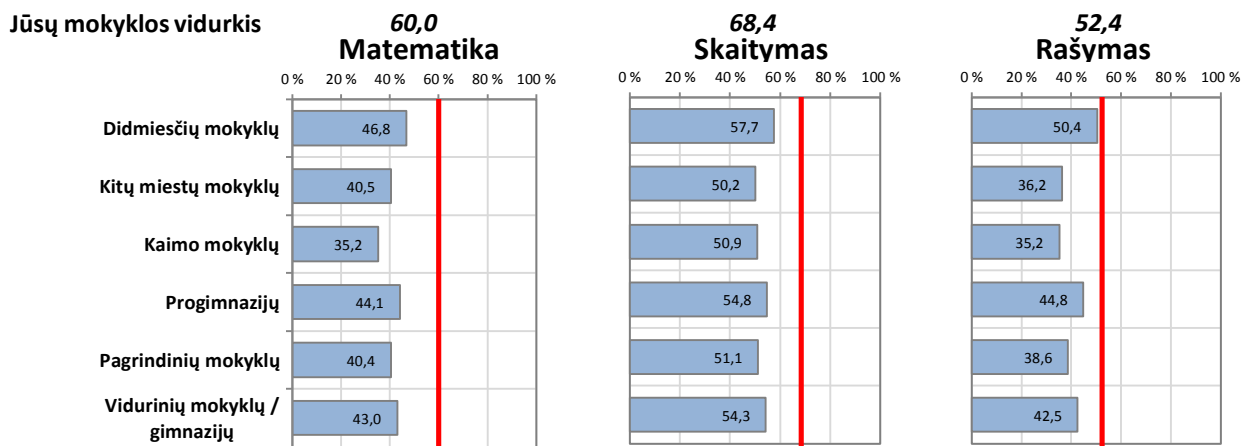 Jūsų mokyklos vidurkis 60,0 68,4 52,4
Matematika Skaitymas Rašymas
0 % 20 % 40 % 60 % 80 % 100 % 0 % 20 % 40 % 60 % 80 % 100 % 0 % 20 % 40 % 60 % 80 % 100 %
Didmiesčių mokyklų 46,8 57,7 50,4
Kitų miestų mokyklų 40,5 50,2 36,2
Kaimo mokyklų 35,2 50,9 35,2
Progimnazijų 44,1 54,8 44,8
Pagrindinių mokyklų 40,4 51,1 38,6
Vidurinių mokyklų /
gimnazijų 43,0 54,3 42,5